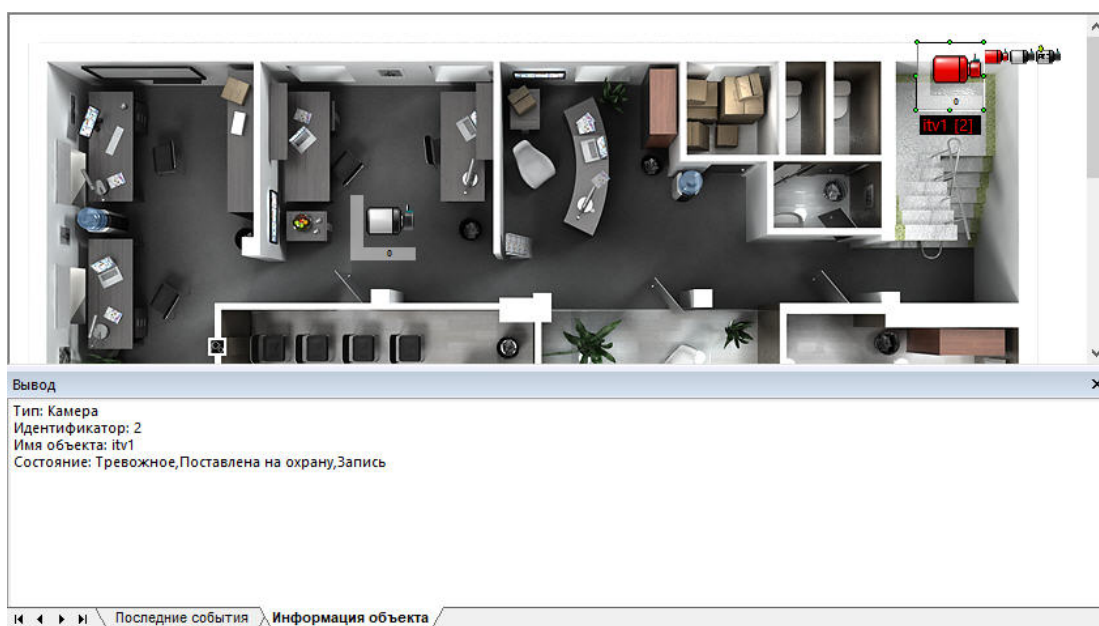 itv1 [2]
Вывод
Тип: Камера
Идентификатор: 2
Имя объекта: itv1
Состояние: Тревожное,Поставлена на охрану,Запись
Последние события
Информация объекта